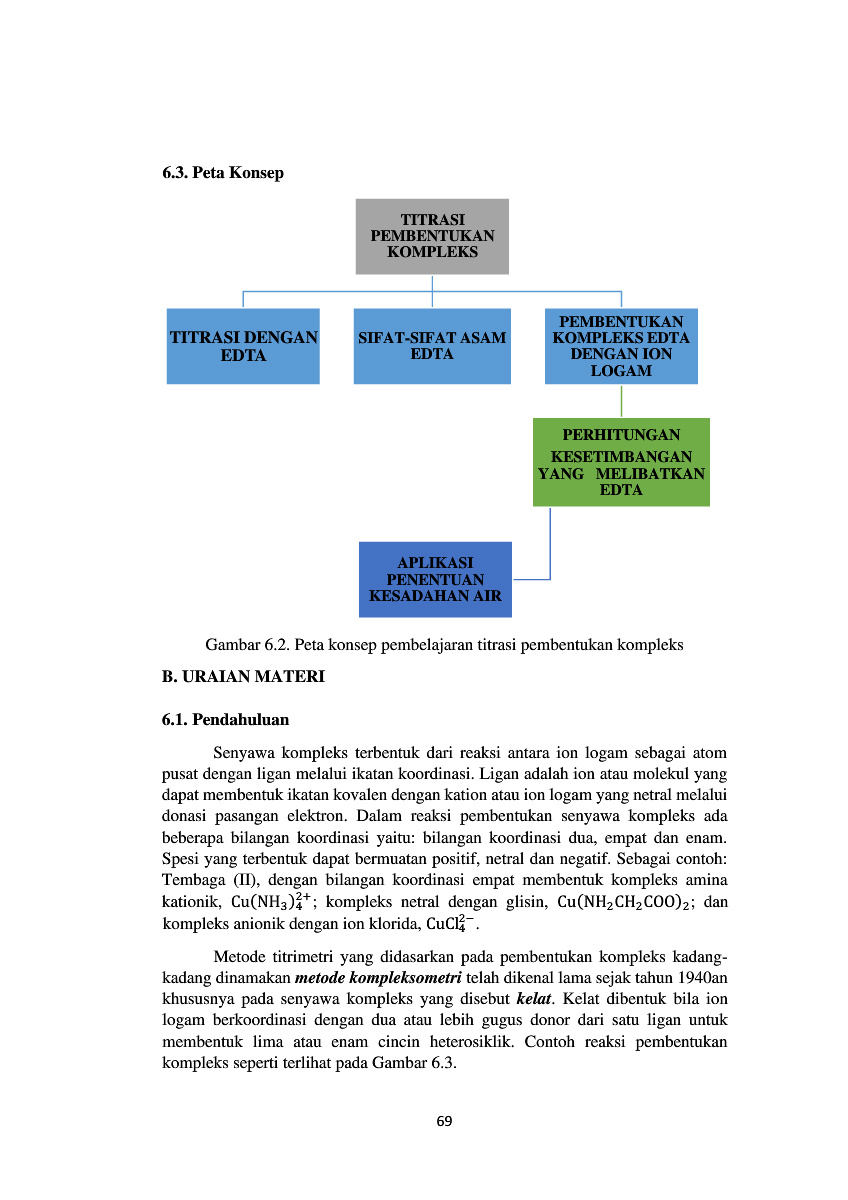 6.3. Peta Konsep
TITRASI
PEMBENTUKAN
KOMPLEKS
TITRASI DENGAN
EDTA
SIFAT-SIFAT ASAM
EDTA
PEMBENTUKAN
KOMPLEKS EDTA
DENGAN ION
LOGAM
PERHITUNGAN
KESETIMBANGAN
YANG MELIBATKAN
EDTA
APLIKASI
PENENTUAN
KESADAHAN AIR
Gambar 6.2. Peta konsep pembelajaran titrasi pembentukan kompleks
B. URAIAN MATERI
6.1. Pendahuluan
Senyawa kompleks terbentuk dari reaksi antara ion logam sebagai atom
pusat dengan ligan melalui ikatan koordinasi. Ligan adalah ion atau molekul yang
dapat membentuk ikatan kovalen dengan kation atau ion logam yang netral melalui
donasi pasangan elektron. Dalam reaksi pembentukan senyawa kompleks ada
beberapa bilangan koordinasi yaitu: bilangan koordinasi dua, empat dan enam.
Spesi yang terbentuk dapat bermuatan positif, netral dan negatif. Sebagai contoh:
Tembaga (II), dengan bilangan koordinasi empat membentuk kompleks amina
kationik, Cu(NH₃)₄²⁺; kompleks netral dengan glisin, Cu(NH₂CH₂COO)₂; dan
kompleks anionik dengan ion klorida, CuCl₄²⁻.
Metode titrimetri yang didasarkan pada pembentukan kompleks kadang-
kadang dinamakan metode kompleksometri telah dikenal lama sejak tahun 1940an
khususnya pada senyawa kompleks yang disebut kelat. Kelat dibentuk bila ion
logam berkoordinasi dengan dua atau lebih gugus donor dari satu ligan untuk
membentuk lima atau enam cincin heterosiklik. Contoh reaksi pembentukan
kompleks seperti terlihat pada Gambar 6.3.
69